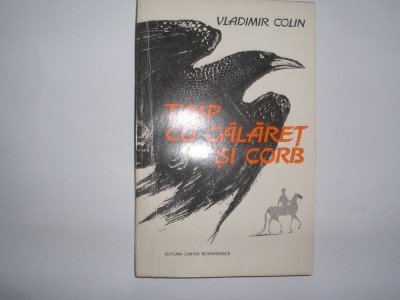 VLADIMIR COLIN
TIMP
CU CĂLĂREȚ
ȘI CORB
EDITURA CARTEA ROMÂNEASCĂ